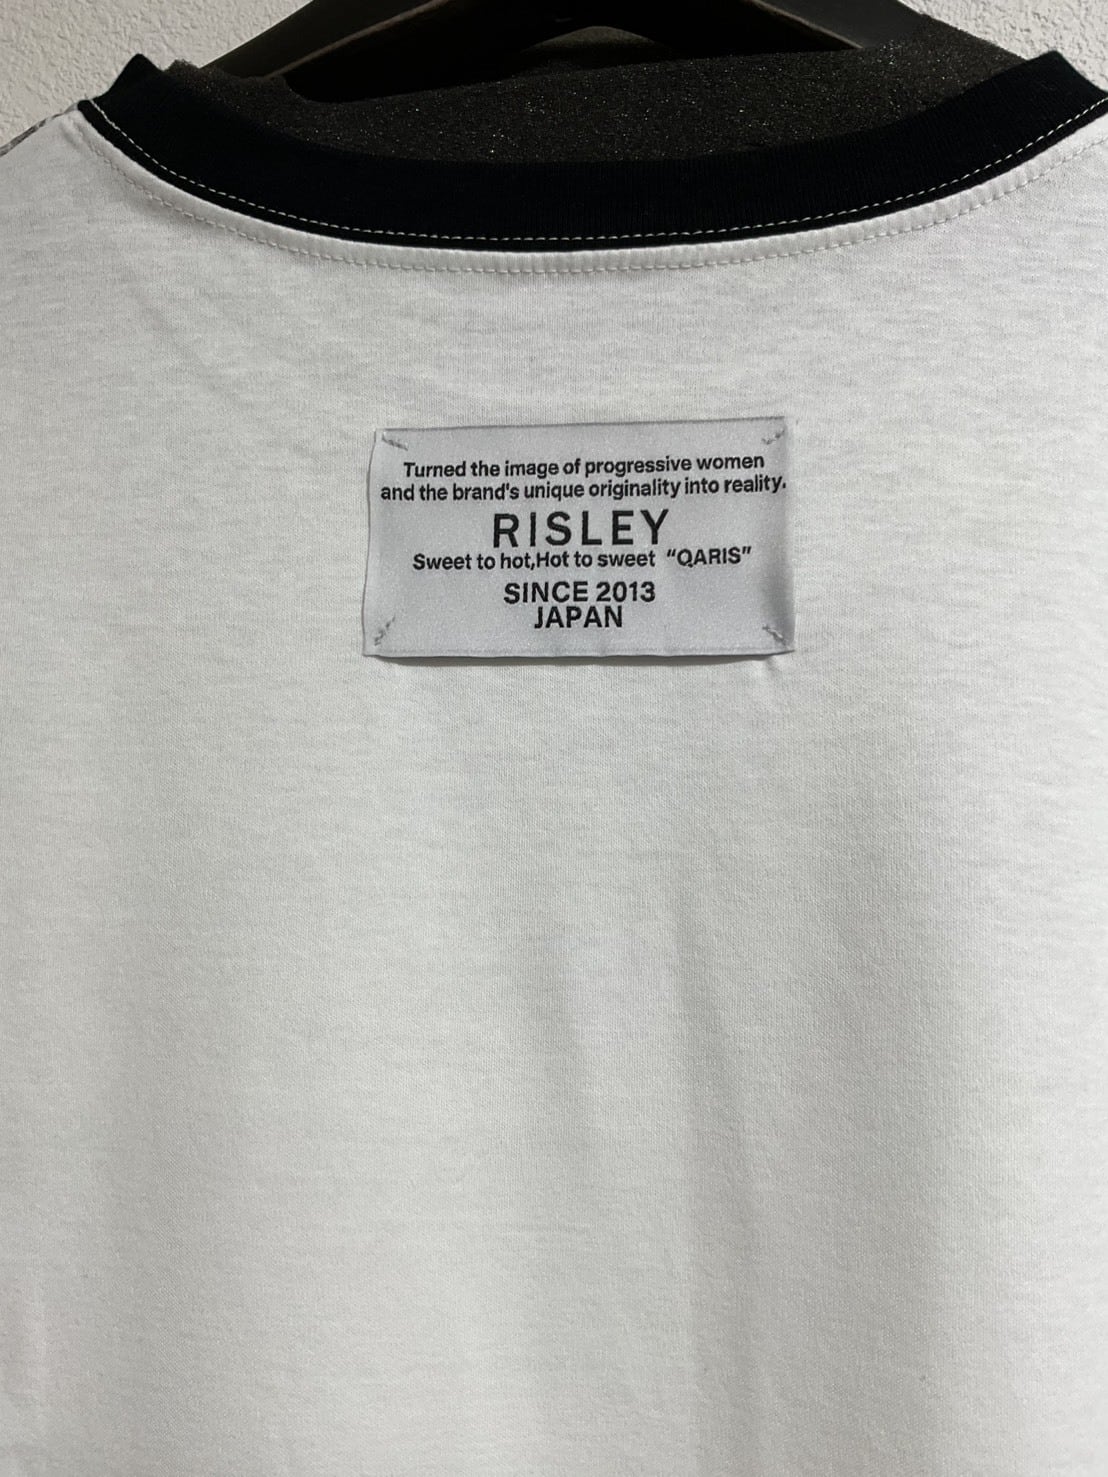 Turned the image of progressive women
and the brand's unique originality into reality.
RISLEY
Sweet to hot,Hot to sweet “QARIS”
SINCE 2013
JAPAN